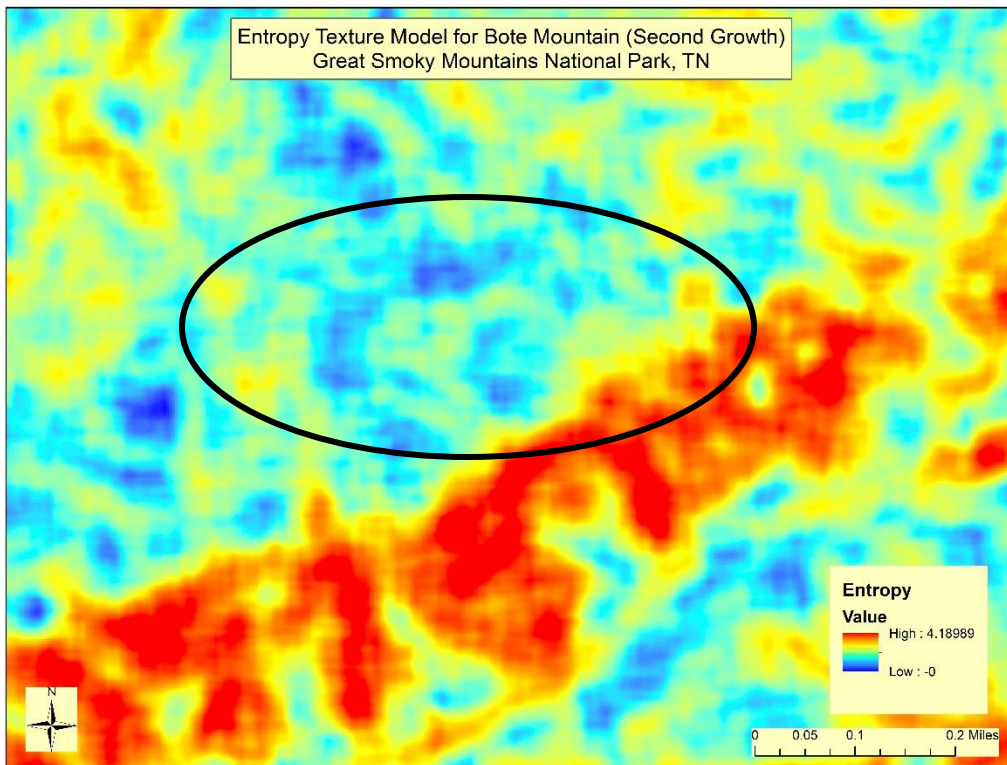 Entropy Texture Model for Bote Mountain (Second Growth)
Great Smoky Mountains National Park, TN
Entropy
Value
High : 4.18989
Low : -0
N
0 0.05 0.1 0.2 Miles